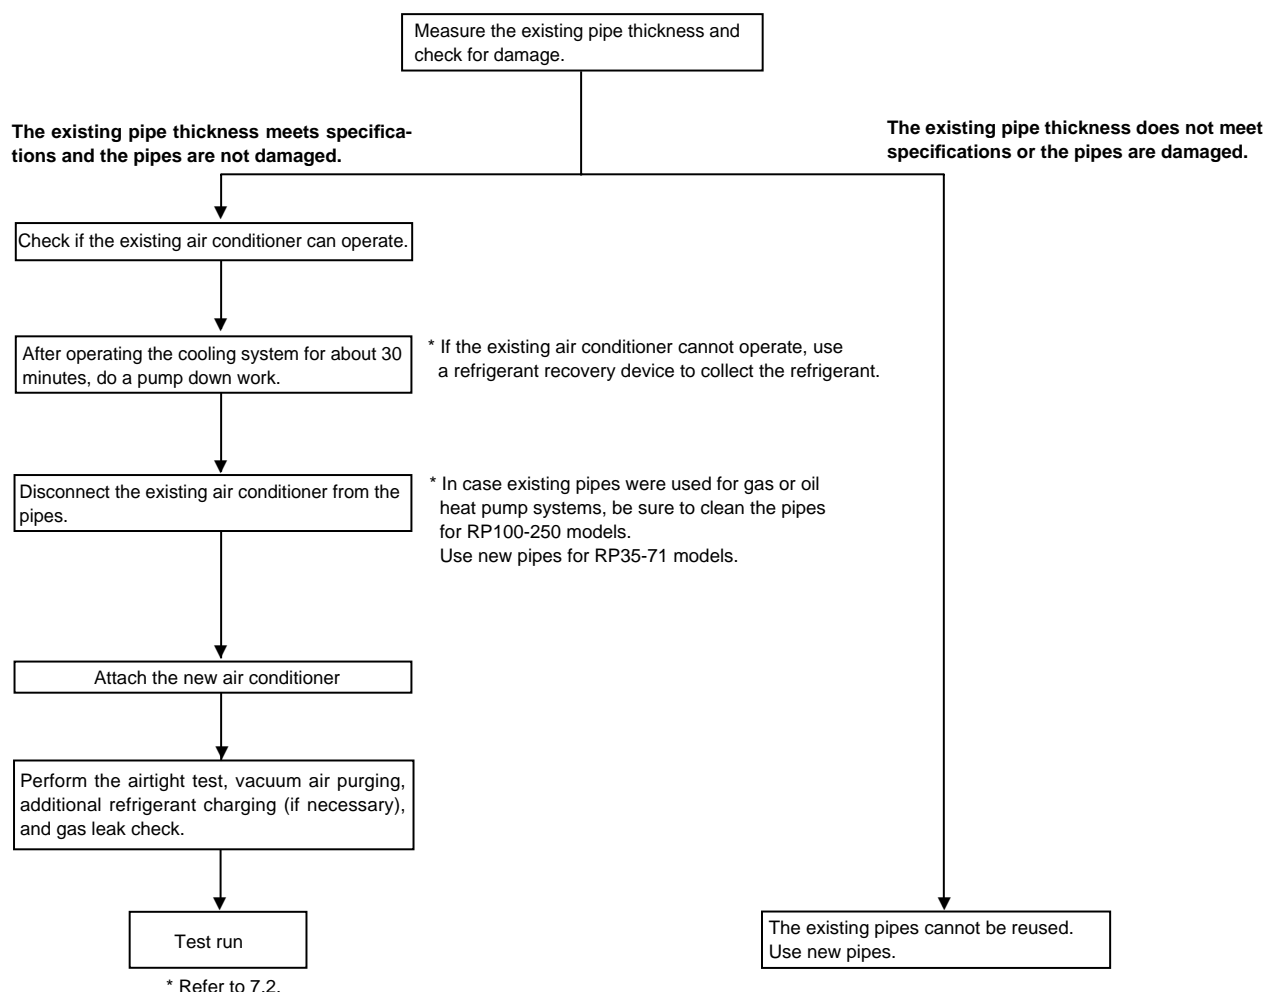 Measure the existing pipe thickness and
check for damage.
The existing pipe thickness meets specifica-
tions and the pipes are not damaged.
The existing pipe thickness does not meet
specifications or the pipes are damaged.
Check if the existing air conditioner can operate.
After operating the cooling system for about 30
minutes, do a pump down work.
* If the existing air conditioner cannot operate, use
a refrigerant recovery device to collect the refrigerant.
Disconnect the existing air conditioner from the
pipes.
* In case existing pipes were used for gas or oil
heat pump systems, be sure to clean the pipes
for RP100-250 models.
Use new pipes for RP35-71 models.
Attach the new air conditioner
Perform the airtight test, vacuum air purging,
additional refrigerant charging (if necessary),
and gas leak check.
Test run
* Refer to 7.2.
The existing pipes cannot be reused.
Use new pipes.